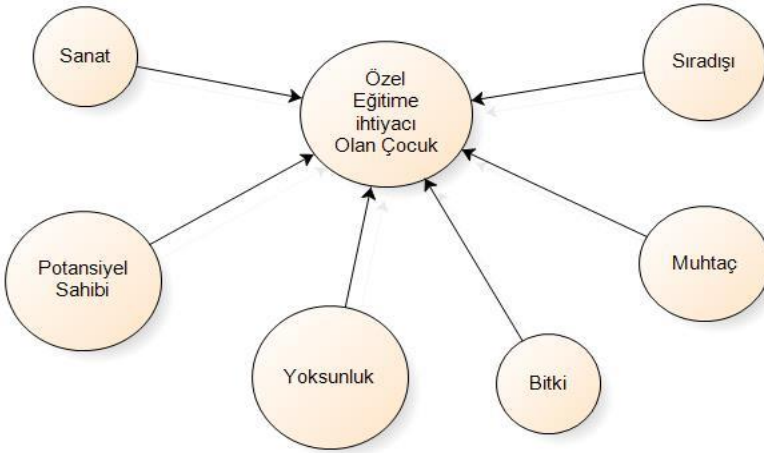 Sanat
Özel
Eğitime
ihtiyacı
Olan Çocuk
Sıradışı
Potansiyel
Sahibi
Muhtaç
Yoksunluk
Bitki